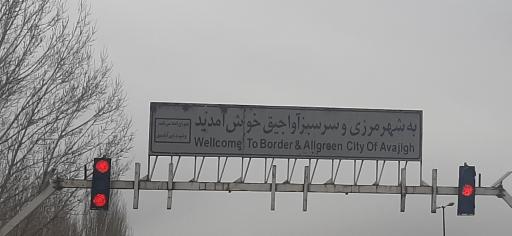 به شهر مرزی و سرسبز آواجیق خوش آمدید
Wellcome To Border & Allgreen City Of Avajigh